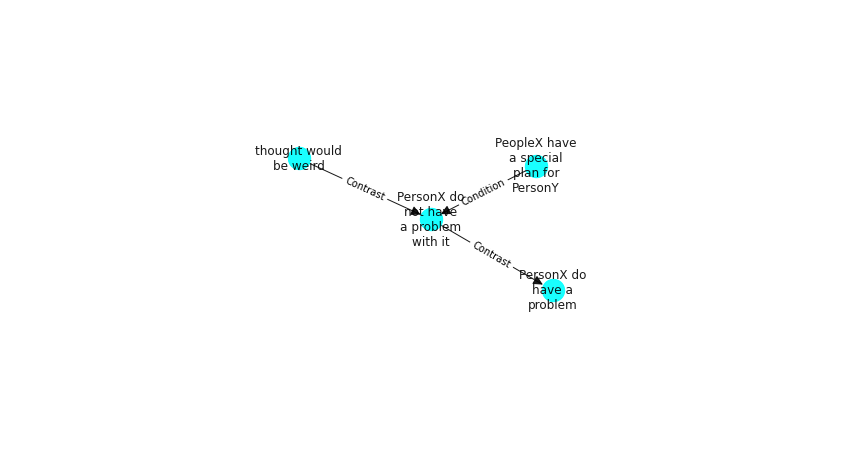 thought would
be weird
PeopleX have
a special
plan for
PersonY
Contrast
Condition
PersonX do
not have
a problem
with it
Contrast
PersonX do
have a
problem